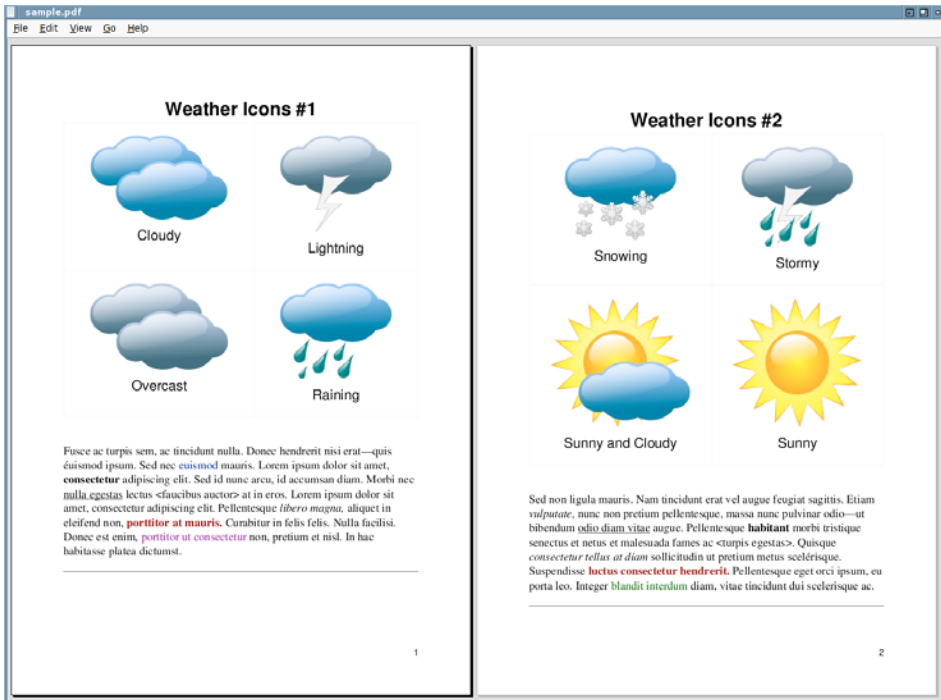 sample.pdf
File Edit View Go Help
Weather Icons #1
Cloudy
Lightning
Overcast
Raining
Fusce ac turpis sem, ac tincidunt nulla. Donec hendrerit nisi erat—quis
éuismod ipsum. Sed nec euismod mauris. Lorem ipsum dolor sit amet,
consectetur adipiscing elit. Sed id nunc arcu, id accumsan diam. Morbi nec
nulla egestas lectus <faucibus auctor> at in eros. Lorem ipsum dolor sit
amet, consectetur adipiscing elit. Pellentesque libero magna, aliquet in
eleifend non, porttitor at mauris. Curabitur in felis felis. Nulla facilisi.
Donec est enim, porttitor ut consectetur non, pretium et nisl. In hac
habitasse platea dictumst.
1
Weather Icons #2
Snowing
Stormy
Sunny and Cloudy
Sunny
Sed non ligula mauris. Nam tincidunt erat vel augue feugiat sagittis. Etiam
vulputate, nunc non pretium pellentesque, massa nunc pulvinar odio—ut
bibendum odio diam vitae augue. Pellentesque habitant morbi tristique
senectus et netus et malesuada fames ac <turpis egestas>. Quisque
consectetur tellus at diam sollicitudin ut pretium metus scelérisque.
Suspendisse luctus consectetur hendrerit. Pellentesque eget orci ipsum, eu
porta leo. Integer blandit interdum diam, vitae tincidunt dui scelerisque ac.
2